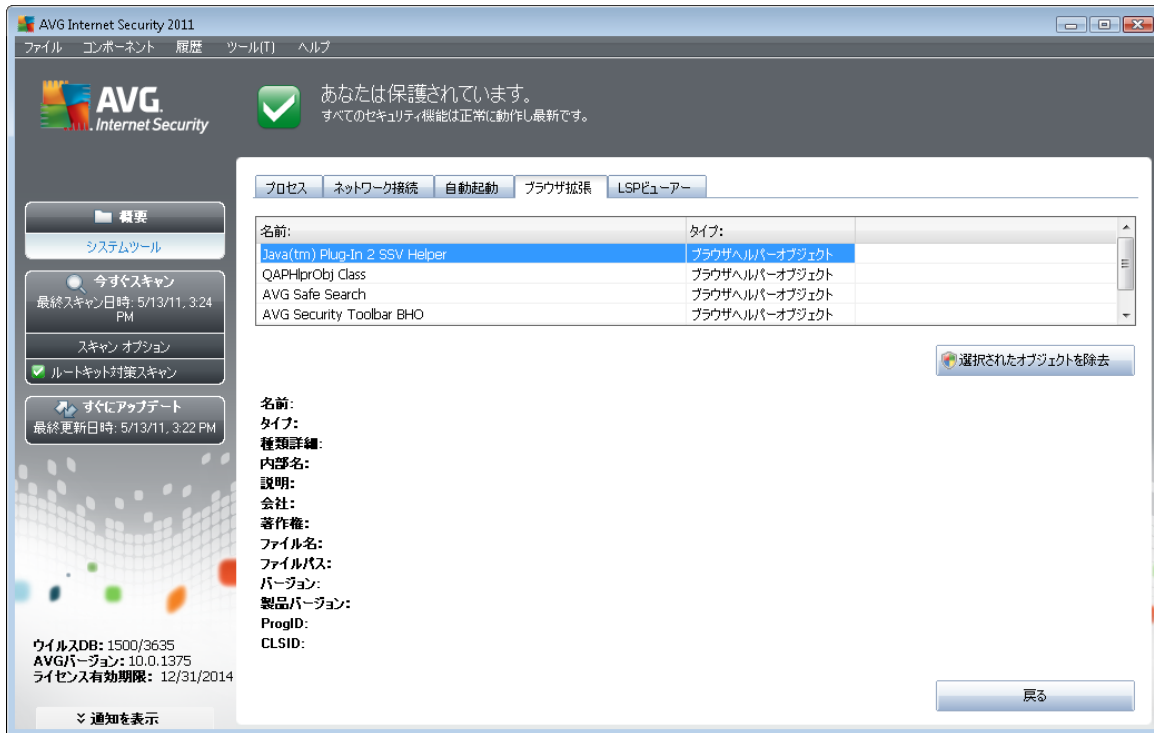 AVG Internet Security 2011
ファイル コンポーネント 履歴 ツール(T) ヘルプ
AVG.
Internet Security
あなたは保護されています。
すべてのセキュリティ機能は正常に動作し最新です。
概要
システムツール
今すぐスキャン
最終スキャン日時: 5/13/11, 3:24
PM
スキャン オプション
ルートキット対策スキャン
すぐにアップデート
最終更新日時: 5/13/11, 3:22 PM
ウイルスDB: 1500/3635
AVGバージョン: 10.0.1375
ライセンス有効期限: 12/31/2014
通知を表示
プロセス ネットワーク接続 自動起動 ブラウザ拡張 LSPビューアー
名前: タイプ:
Java(tm) Plug-In 2 SSV Helper ブラウザヘルパーオブジェクト
QAPHlprObj Class ブラウザヘルパーオブジェクト
AVG Safe Search ブラウザヘルパーオブジェクト
AVG Security Toolbar BHO ブラウザヘルパーオブジェクト
選択されたオブジェクトを除去
名前:
タイプ:
種類詳細:
内部名:
説明:
会社:
著作権:
ファイル名:
ファイルパス:
バージョン:
製品バージョン:
ProgID:
CLSID:
戻る